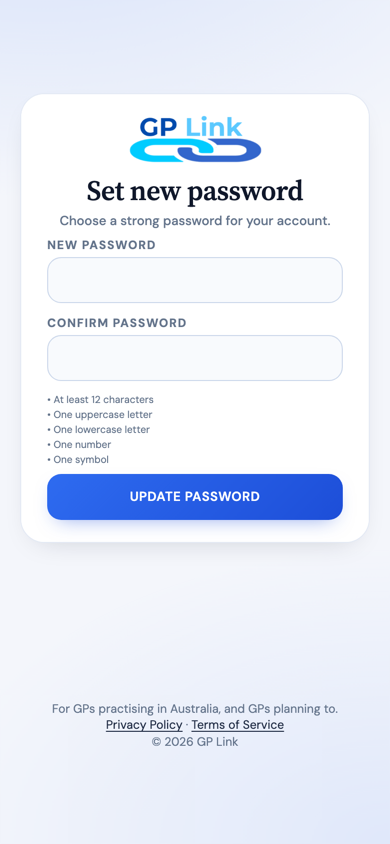 GP Link
Set new password
Choose a strong password for your account.
NEW PASSWORD
CONFIRM PASSWORD
• At least 12 characters
• One uppercase letter
• One lowercase letter
• One number
• One symbol
UPDATE PASSWORD
For GPs practising in Australia, and GPs planning to.
Privacy Policy · Terms of Service
© 2026 GP Link